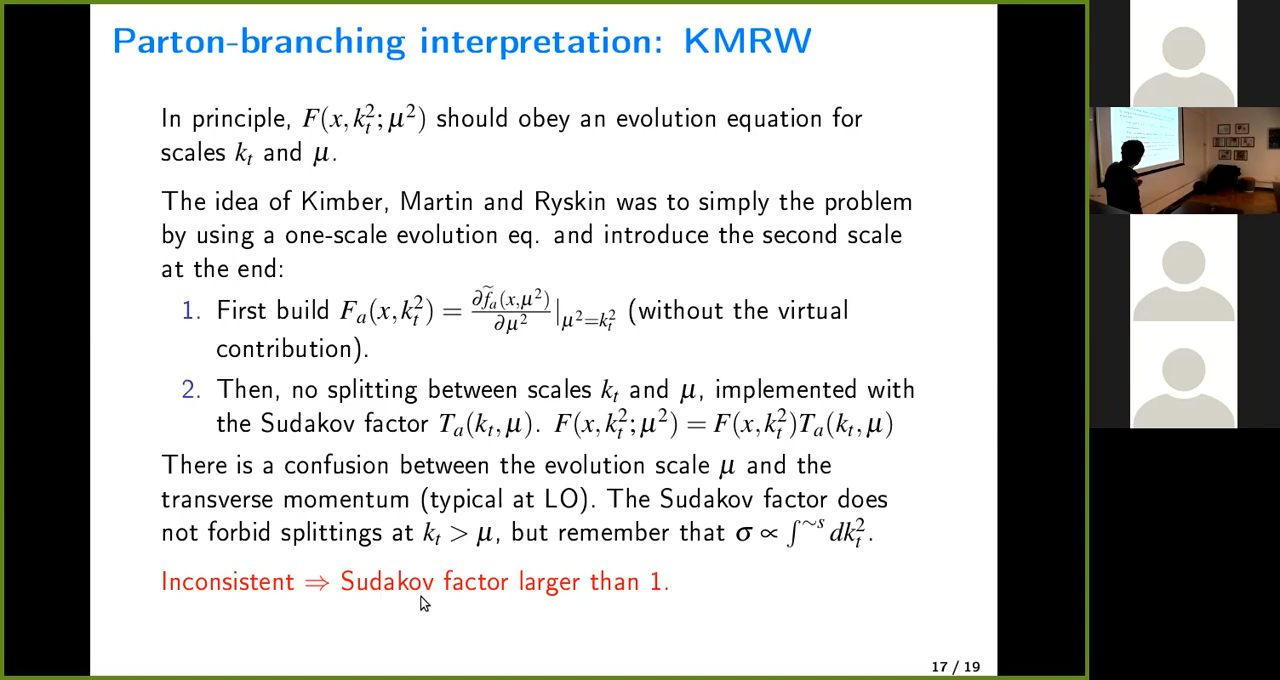 Parton-branching interpretation: KMRW
In principle, F(x, k_t^2; μ^2) should obey an evolution equation for
scales k_t and μ.
The idea of Kimber, Martin and Ryskin was to simply the problem
by using a one-scale evolution eq. and introduce the second scale
at the end:
1. First build F_a(x, k_t^2) = ∂f̃_a(x,μ^2)/∂μ^2 |_{μ^2=k_t^2} (without the virtual
contribution).
2. Then, no splitting between scales k_t and μ, implemented with
the Sudakov factor T_a(k_t, μ). F(x, k_t^2; μ^2) = F(x, k_t^2)T_a(k_t, μ)
There is a confusion between the evolution scale μ and the
transverse momentum (typical at LO). The Sudakov factor does
not forbid splittings at k_t > μ, but remember that σ ∝ ∫^{∼s} dk_t^2.
Inconsistent ⇒ Sudakov factor larger than 1.
17 / 19